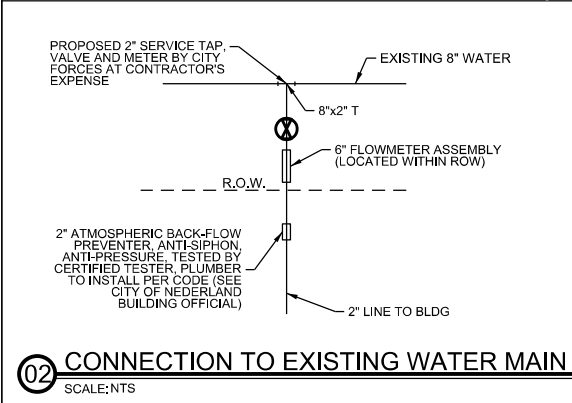 PROPOSED 2" SERVICE TAP,
VALVE AND METER BY CITY
FORCES AT CONTRACTOR'S
EXPENSE
EXISTING 8" WATER
8"x2" T
6" FLOWMETER ASSEMBLY
(LOCATED WITHIN ROW)
R.O.W.
2" ATMOSPHERIC BACK-FLOW
PREVENTER, ANTI-SIPHON,
ANTI-PRESSURE, TESTED BY
CERTIFIED TESTER, PLUMBER
TO INSTALL PER CODE (SEE
CITY OF NEDERLAND
BUILDING OFFICIAL)
2" LINE TO BLDG
02 CONNECTION TO EXISTING WATER MAIN
SCALE: NTS